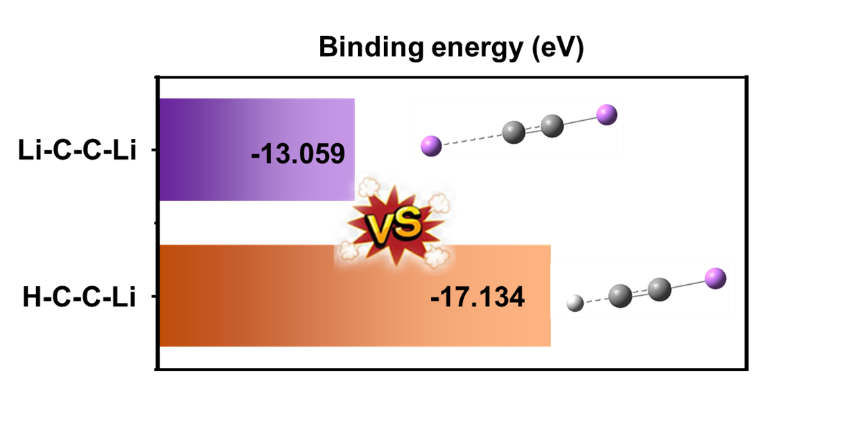 Binding energy (eV)
Li-C-C-Li
-13.059
VS
H-C-C-Li
-17.134